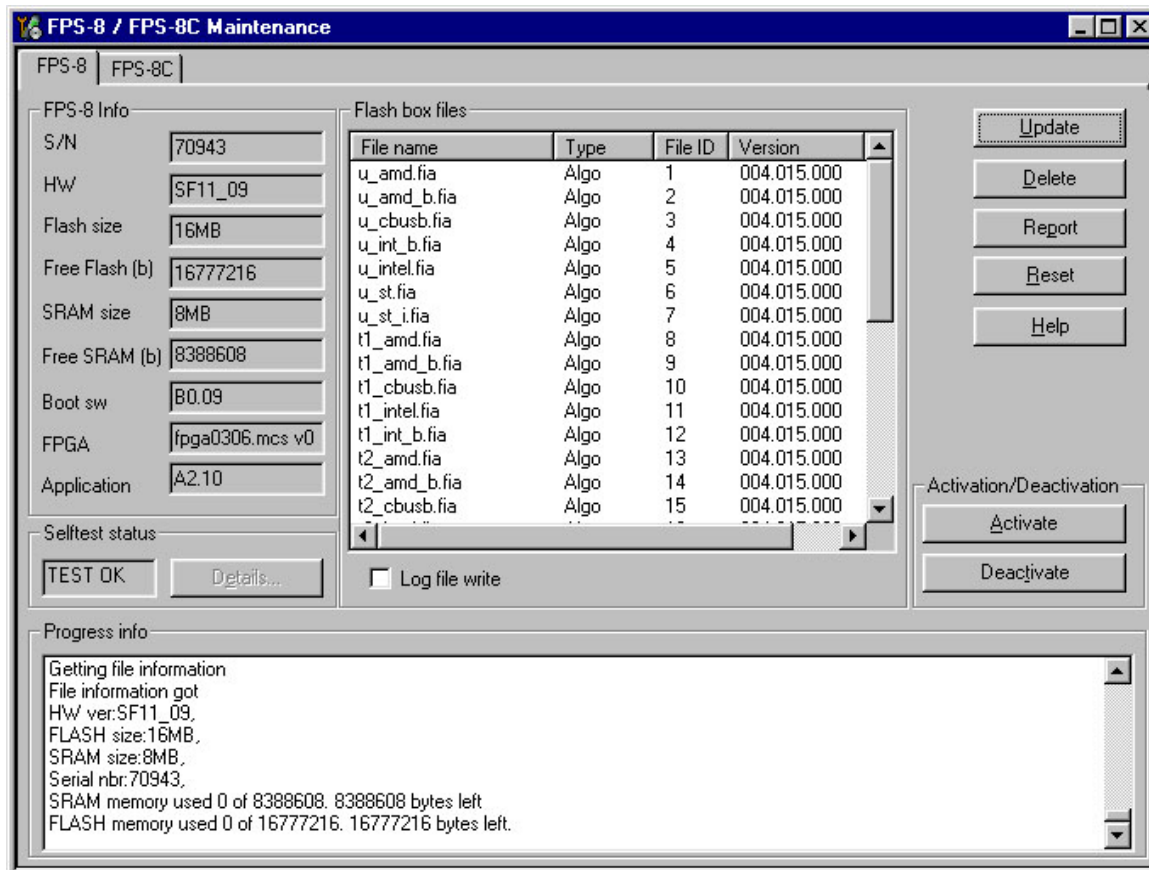 FPS-8 / FPS-8C Maintenance
FPS-8 FPS-8C
FPS-8 Info
S/N 70943
HW SF11_09
Flash size 16MB
Free Flash (b) 16777216
SRAM size 8MB
Free SRAM (b) 8388608
Boot sw B0.09
FPGA fpga0306.mcs v0
Application A2.10
Selftest status
TEST OK Details...
Flash box files
File name Type File ID Version
u_amd.fia Algo 1 004.015.000
u_amd_b.fia Algo 2 004.015.000
u_cbusb.fia Algo 3 004.015.000
u_int_b.fia Algo 4 004.015.000
u_intel.fia Algo 5 004.015.000
u_st.fia Algo 6 004.015.000
u_st_i.fia Algo 7 004.015.000
t1_amd.fia Algo 8 004.015.000
t1_amd_b.fia Algo 9 004.015.000
t1_cbusb.fia Algo 10 004.015.000
t1_intel.fia Algo 11 004.015.000
t1_int_b.fia Algo 12 004.015.000
t2_amd.fia Algo 13 004.015.000
t2_amd_b.fia Algo 14 004.015.000
t2_cbusb.fia Algo 15 004.015.000
Log file write
Update
Delete
Report
Reset
Help
Activation/Deactivation
Activate
Deactivate
Progress info
Getting file information
File information got
HW ver:SF11_09,
FLASH size:16MB,
SRAM size:8MB,
Serial nbr:70943,
SRAM memory used 0 of 8388608. 8388608 bytes left
FLASH memory used 0 of 16777216. 16777216 bytes left.